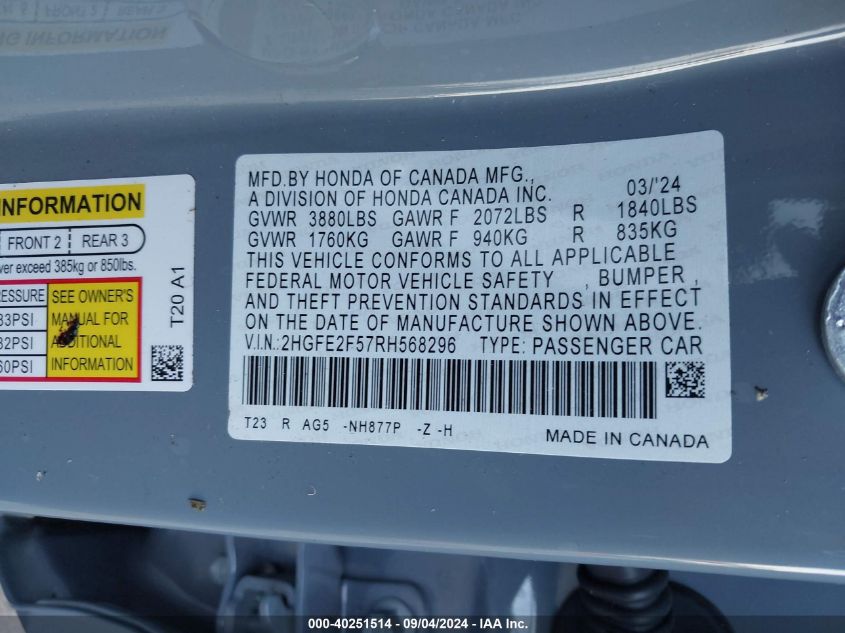 INFORMATION
FRONT 2 REAR 3
ver exceed 385kg or 850lbs.
RESSURE
SEE OWNER'S
33PSI
MANUAL FOR
32PSI
ADDITIONAL
60PSI
INFORMATION
T20 A1
MFD.BY HONDA OF CANADA MFG.,
A DIVISION OF HONDA CANADA INC. 03/'24
GVWR 3880LBS GAWR F 2072LBS R 1840LBS
GVWR 1760KG GAWR F 940KG R 835KG
THIS VEHICLE CONFORMS TO ALL APPLICABLE
FEDERAL MOTOR VEHICLE SAFETY , BUMPER ,
AND THEFT PREVENTION STANDARDS IN EFFECT
ON THE DATE OF MANUFACTURE SHOWN ABOVE.
V.I.N.: 2HGFE2F57RH568296 TYPE: PASSENGER CAR
T23 R AG5 -NH877P -Z -H
MADE IN CANADA
000-40251514 - 09/04/2024 - IAA Inc.